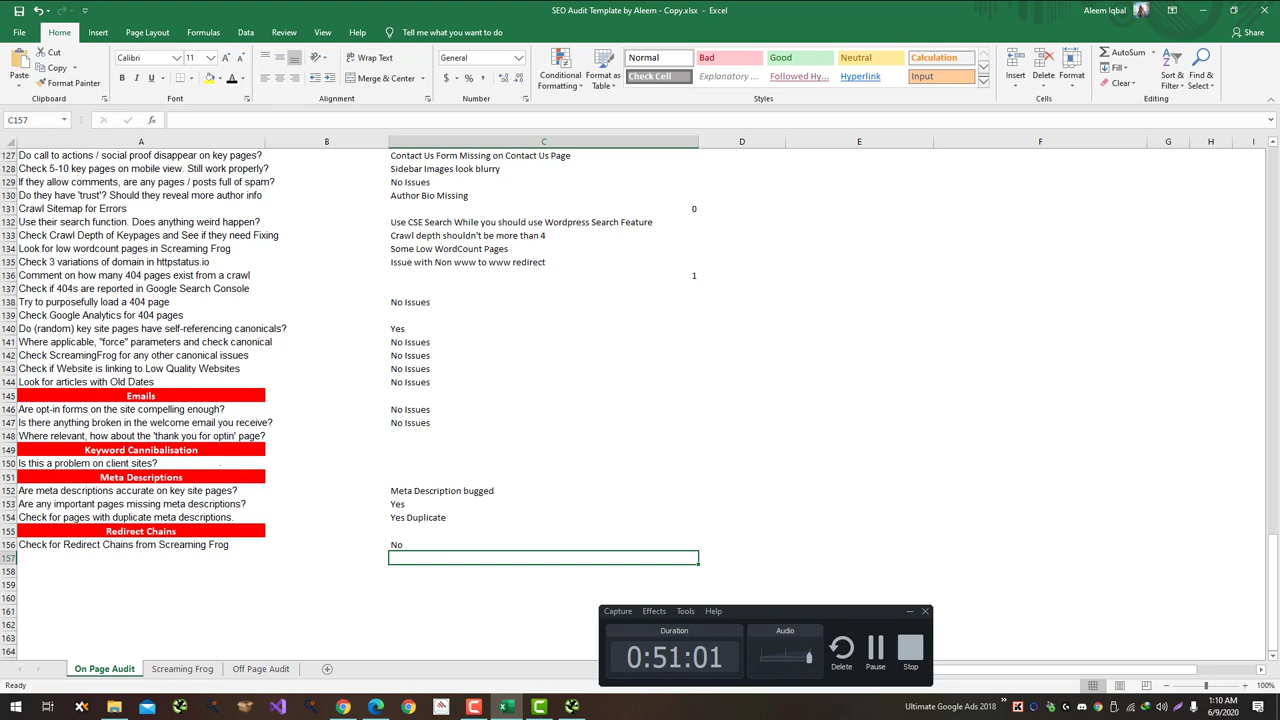 SEO Audit Template by Aleem - Copy.xlsx - Excel
Aleem Iqbal
File Home Insert Page Layout Formulas Data Review View Help Tell me what you want to do
Share
Paste
Cut
Copy
Format Painter
Clipboard
Calibri 11
B I U
Font
Wrap Text
Merge & Center
Alignment
General
$ % ,
Number
Conditional Formatting
Format as Table
Normal Bad Good Neutral Calculation
Check Cell Explanatory ... Followed Hy... Hyperlink Input
Styles
Insert Delete Format
Cells
AutoSum
Fill
Clear
Sort & Filter
Find & Select
Editing
C157
fx
A B C D E F G H I
127 Do call to actions / social proof disappear on key pages? Contact Us Form Missing on Contact Us Page
128 Check 5-10 key pages on mobile view. Still work properly? Sidebar Images look blurry
129 If they allow comments, are any pages / posts full of spam? No Issues
130 Do they have 'trust'? Should they reveal more author info Author Bio Missing
131 Crawl Sitemap for Errors 0
132 Use their search function. Does anything weird happen? Use CSE Search While you should use Wordpress Search Feature
133 Check Crawl Depth of Keypages and See if they need Fixing Crawl depth shouldn't be more than 4
134 Look for low wordcount pages in Screaming Frog Some Low WordCount Pages
135 Check 3 variations of domain in httpstatus.io Issue with Non www to www redirect
136 Comment on how many 404 pages exist from a crawl 1
137 Check if 404s are reported in Google Search Console
138 Try to purposefully load a 404 page No Issues
139 Check Google Analytics for 404 pages
140 Do (random) key site pages have self-referencing canonicals? Yes
141 Where applicable, "force" parameters and check canonical No Issues
142 Check ScreamingFrog for any other canonical issues No Issues
143 Check if Website is linking to Low Quality Websites No Issues
144 Look for articles with Old Dates No Issues
145 Emails
146 Are opt-in forms on the site compelling enough? No Issues
147 Is there anything broken in the welcome email you receive? No Issues
148 Where relevant, how about the 'thank you for optin' page?
149 Keyword Cannibalisation
150 Is this a problem on client sites?
151 Meta Descriptions
152 Are meta descriptions accurate on key site pages? Meta Description bugged
153 Are any important pages missing meta descriptions? Yes
154 Check for pages with duplicate meta descriptions. Yes Duplicate
155 Redirect Chains
156 Check for Redirect Chains from Screaming Frog No
157
158
159
160
161
162
163
164
Capture Effects Tools Help
Duration Audio
0:51:01
Delete Pause Stop
On Page Audit Screaming Frog Off Page Audit
Ready
100%
Ultimate Google Ads 2018
1:10 AM
6/9/2020